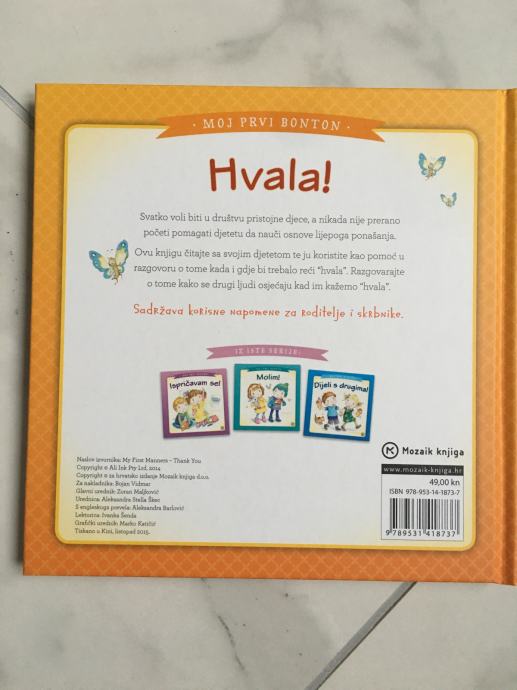 · MOJ PRVI BONTON ·
Hvala!
Svatko voli biti u društvu pristojne djece, a nikada nije prerano
početi pomagati djetetu da nauči osnove lijepoga ponašanja.
Ovu knjigu čitajte sa svojim djetetom te ju koristite kao pomoć u
razgovoru o tome kada i gdje bi trebalo reći "hvala". Razgovarajte
o tome kako se drugi ljudi osjećaju kad im kažemo "hvala".
Sadržava korisne napomene za roditelje i skrbnike.
IZ ISTE SERIJE:
Ispričavam se!
Molim!
Dijeli s drugima!
Naslov izvornika: My First Manners – Thank You
Copyright © Ali Ink Pty Ltd, 2014
Copyright © za hrvatsko izdanje Mozaik knjiga d.o.o.
Za nakladnika: Bojan Vidmar
Glavni urednik: Zoran Maljković
Urednica: Aleksandra Stella Škec
S engleskoga prevela: Aleksandra Barlović
Lektorica: Ivanka Šenda
Grafički urednik: Marko Katičić
Tiskano u Kini, listopad 2015.
Mozaik knjiga
www.mozaik-knjiga.hr
49,00 kn
ISBN 978-953-14-1873-7
9 789531 418737